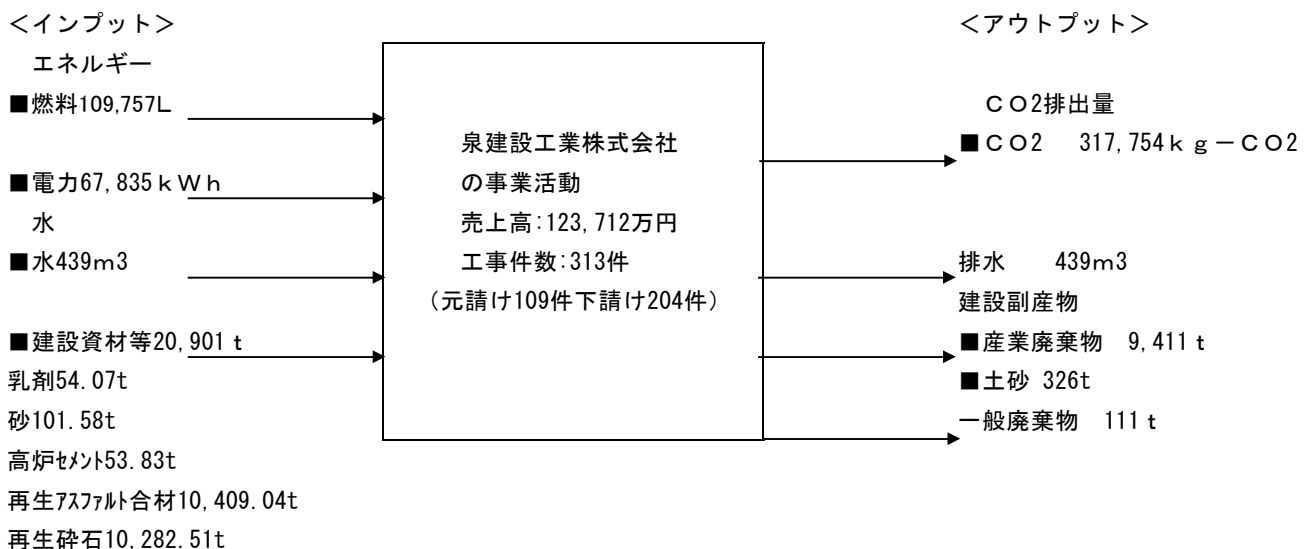 ＜インプット＞
エネルギー
■燃料109,757L
■電力67,835ｋＷｈ
水
■水439ｍ3
■建設資材等20,901ｔ
乳剤54.07t
砂101.58t
高炉ｾﾒﾝﾄ53.83t
再生ｱｽﾌｧﾙﾄ合材10,409.04t
再生砕石10,282.51t
泉建設工業株式会社
の事業活動
売上高：123,712万円
工事件数：313件
（元請け109件下請け204件）
＜アウトプット＞
ＣＯ2排出量
■ＣＯ2　317,754ｋｇ－ＣＯ2
排水　439ｍ3
建設副産物
■産業廃棄物　9,411ｔ
■土砂 326t
一般廃棄物　111ｔ